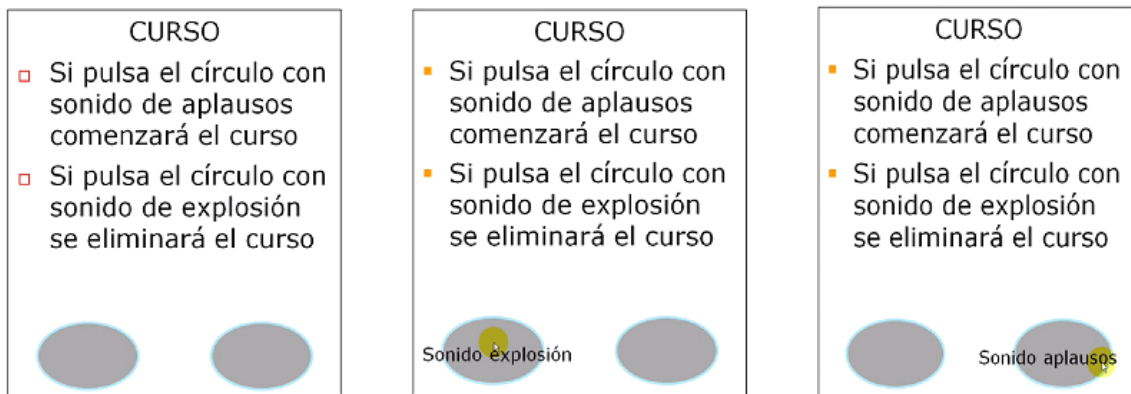 CURSO
Si pulsa el círculo con
sonido de aplausos
comenzará el curso
Si pulsa el círculo con
sonido de explosión
se eliminará el curso
CURSO
Si pulsa el círculo con
sonido de aplausos
comenzará el curso
Si pulsa el círculo con
sonido de explosión
se eliminará el curso
Sonido explosión
CURSO
Si pulsa el círculo con
sonido de aplausos
comenzará el curso
Si pulsa el círculo con
sonido de explosión
se eliminará el curso
Sonido aplausos